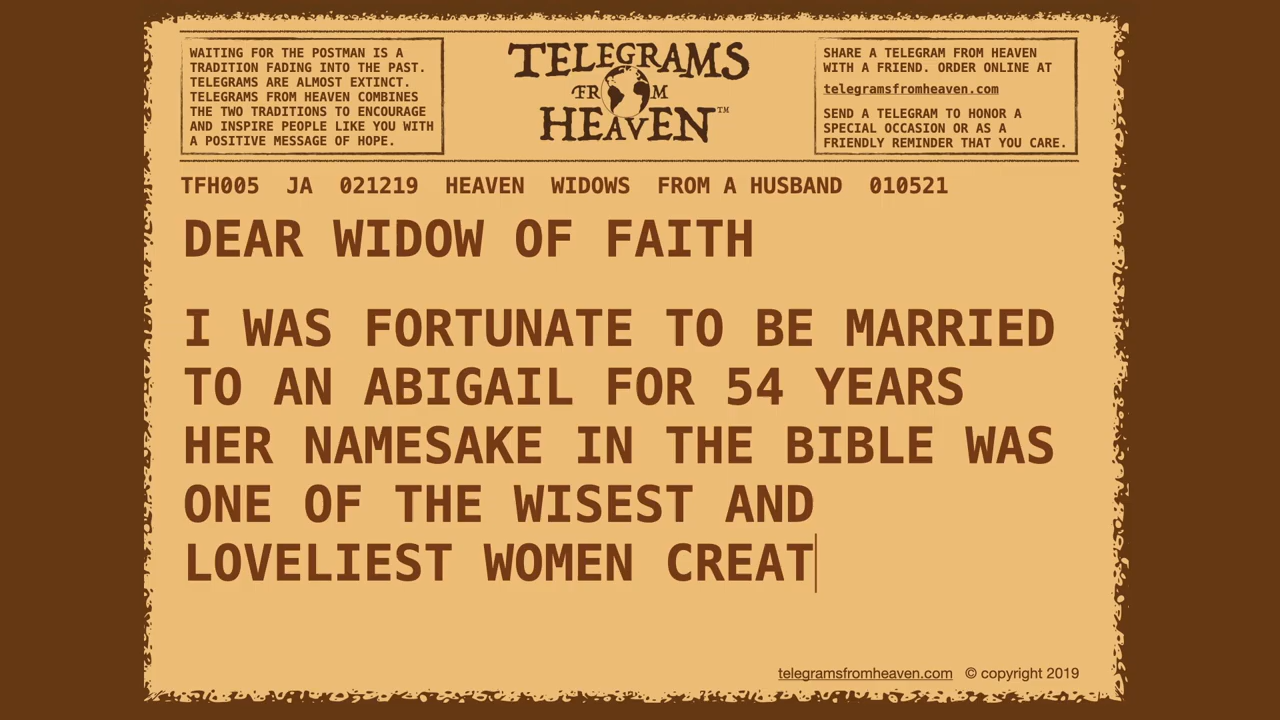 WAITING FOR THE POSTMAN IS A
TRADITION FADING INTO THE PAST.
TELEGRAMS ARE ALMOST EXTINCT.
TELEGRAMS FROM HEAVEN COMBINES
THE TWO TRADITIONS TO ENCOURAGE
AND INSPIRE PEOPLE LIKE YOU WITH
A POSITIVE MESSAGE OF HOPE.
TELEGRAMS
FROM
HEAVEN™
SHARE A TELEGRAM FROM HEAVEN
WITH A FRIEND. ORDER ONLINE AT
telegramsfromheaven.com
SEND A TELEGRAM TO HONOR A
SPECIAL OCCASION OR AS A
FRIENDLY REMINDER THAT YOU CARE.
TFH005 JA 021219 HEAVEN WIDOWS FROM A HUSBAND 010521
DEAR WIDOW OF FAITH
I WAS FORTUNATE TO BE MARRIED
TO AN ABIGAIL FOR 54 YEARS
HER NAMESAKE IN THE BIBLE WAS
ONE OF THE WISEST AND
LOVELIEST WOMEN CREAT
telegramsfromheaven.com © copyright 2019